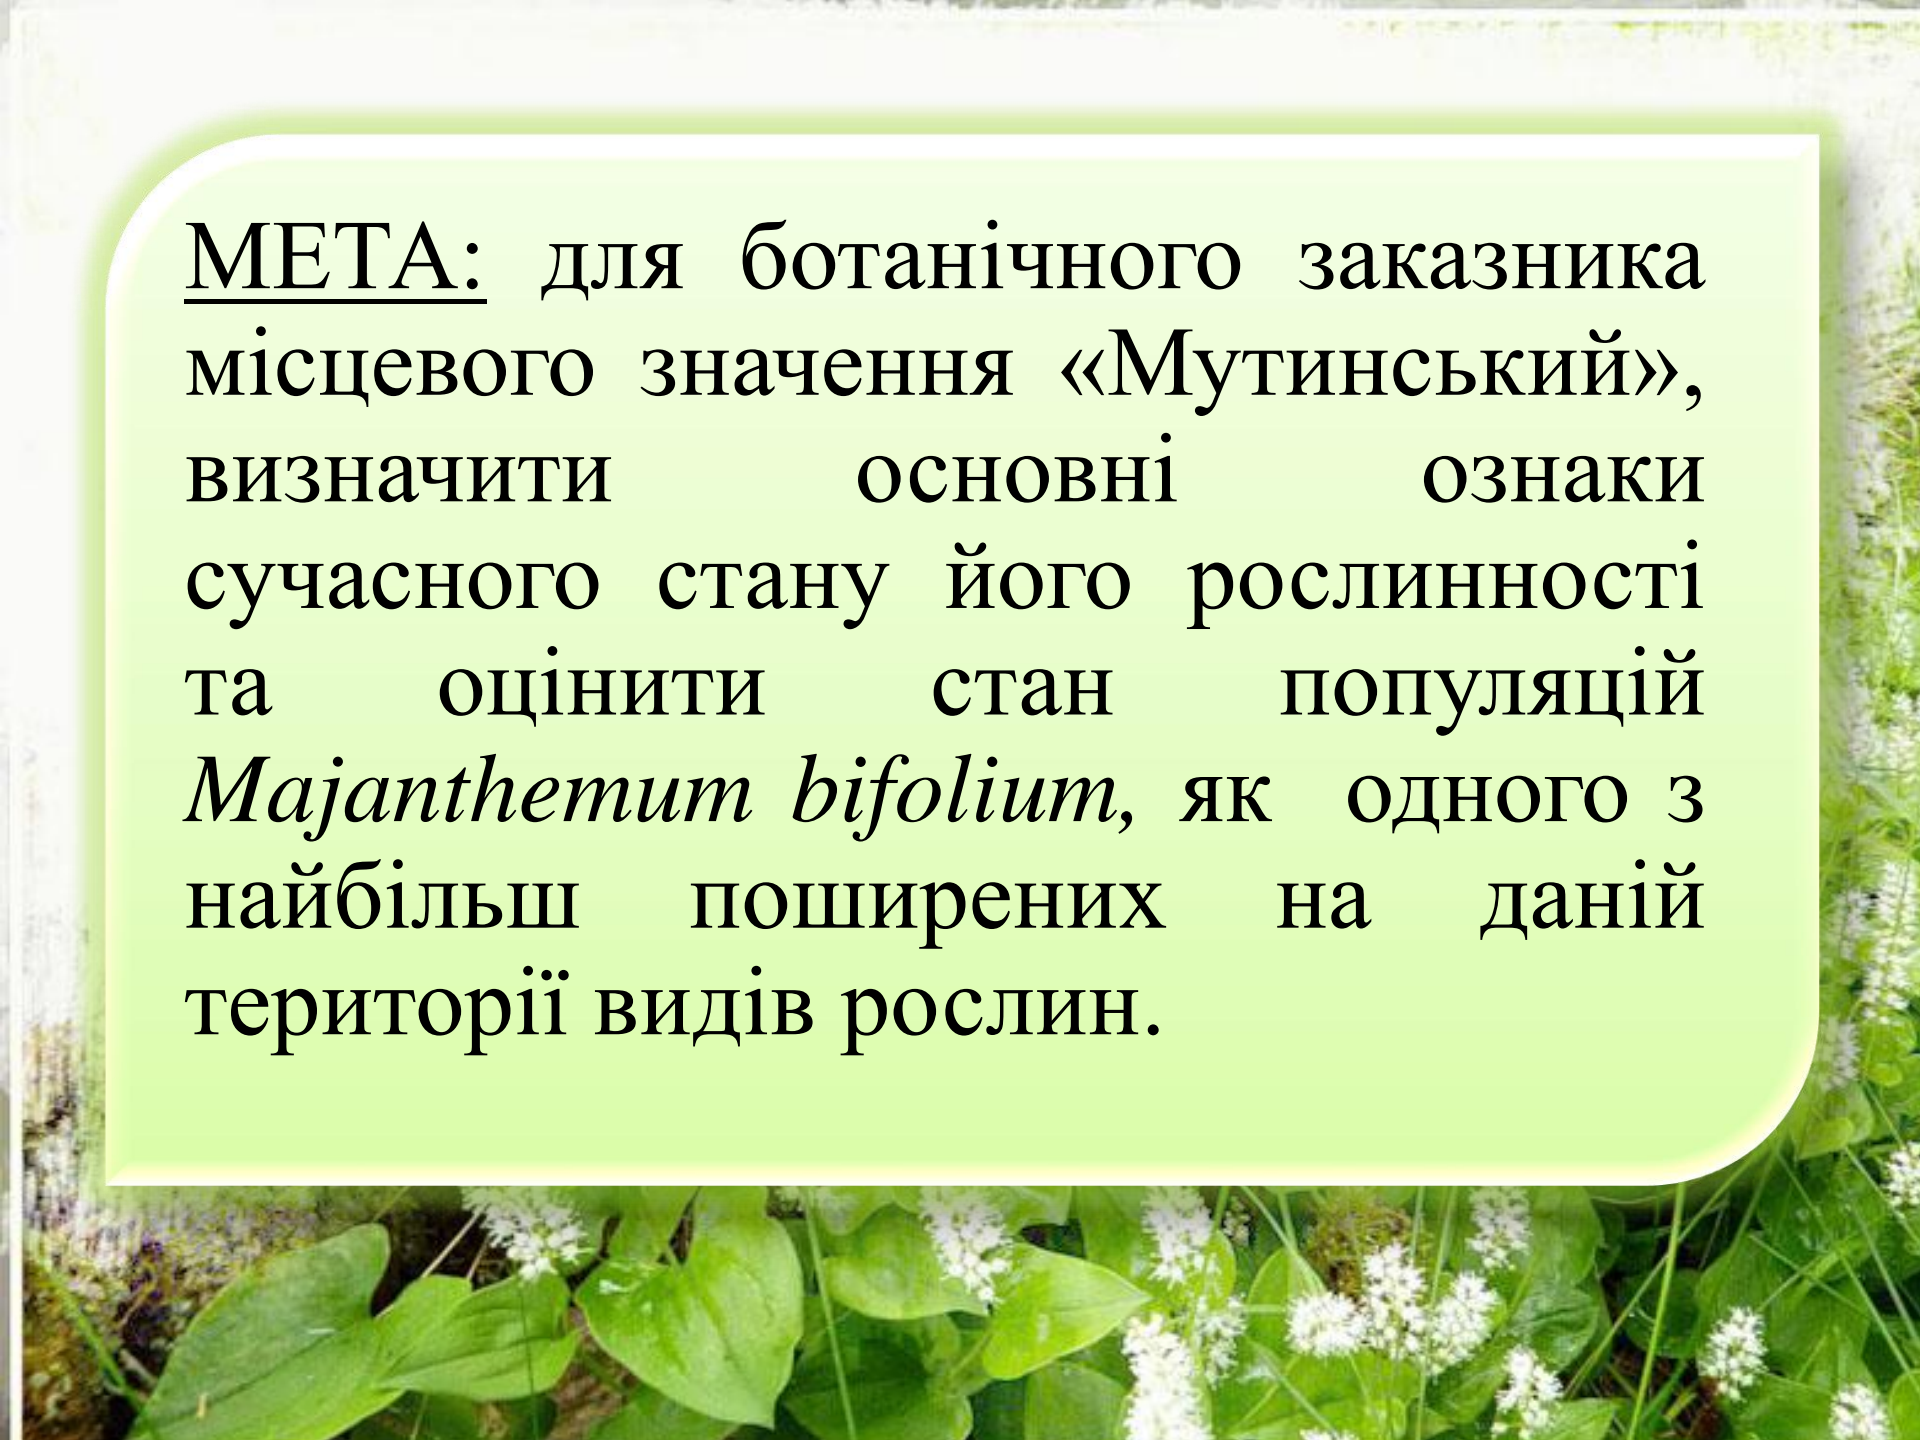 МЕТА: для ботанічного заказника
місцевого значення «Мутинський»,
визначити основні ознаки
сучасного стану його рослинності
та оцінити стан популяцій
Majanthemum bifolium, як одного з
найбільш поширених на даній
території видів рослин.